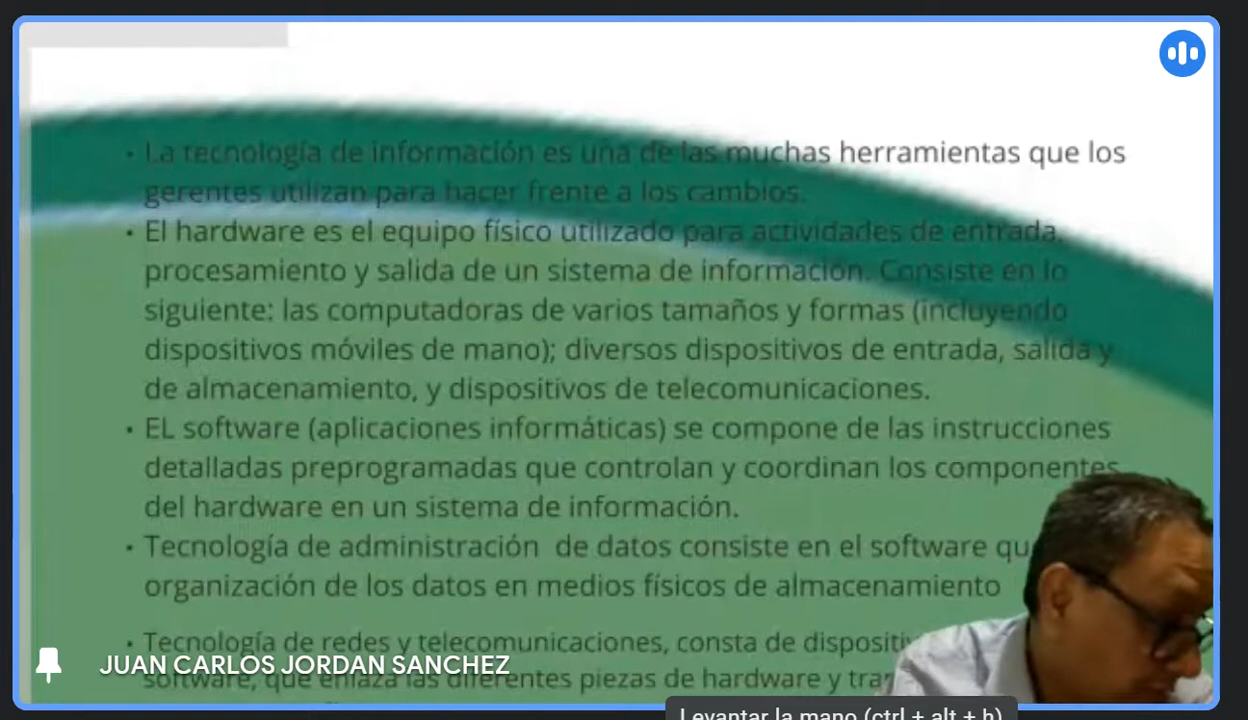 • La tecnología de información es una de las muchas herramientas que los
gerentes utilizan para hacer frente a los cambios.
• El hardware es el equipo físico utilizado para actividades de entrada,
procesamiento y salida de un sistema de información. Consiste en lo
siguiente: las computadoras de varios tamaños y formas (incluyendo
dispositivos móviles de mano); diversos dispositivos de entrada, salida y
de almacenamiento, y dispositivos de telecomunicaciones.
• EL software (aplicaciones informáticas) se compone de las instrucciones
detalladas preprogramadas que controlan y coordinan los componentes
del hardware en un sistema de información.
• Tecnología de administración de datos consiste en el software
organización de los datos en medios físicos de almacenamiento
• Tecnología de redes y telecomunicaciones, consta de
JUAN CARLOS JORDAN SANCHEZ
software, que enlaza las diferentes piezas de hardware y
Levantar la mano (ctrl + alt + h)